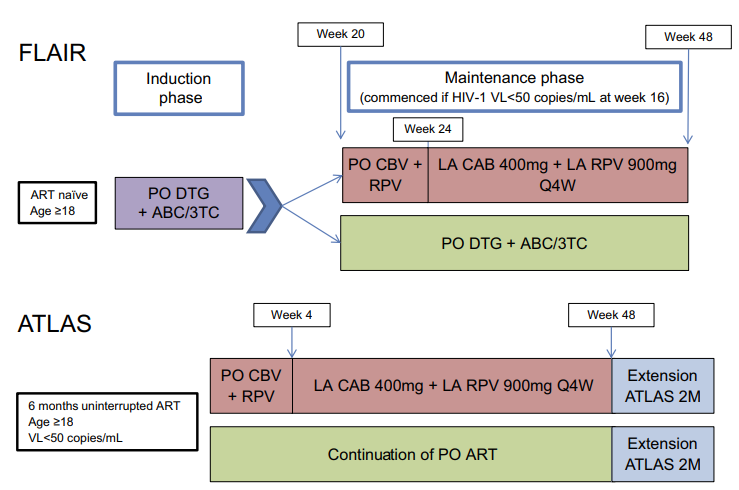 FLAIR
Week 20
Week 48
Induction
phase
Maintenance phase
(commenced if HIV-1 VL<50 copies/mL at week 16)
Week 24
ART naïve
Age ≥18
PO DTG
+ ABC/3TC
PO CBV +
RPV
LA CAB 400mg + LA RPV 900mg
Q4W
PO DTG + ABC/3TC
ATLAS
Week 4
Week 48
6 months uninterrupted ART
Age ≥18
VL<50 copies/mL
PO CBV
+ RPV
LA CAB 400mg + LA RPV 900mg Q4W
Extension
ATLAS 2M
Continuation of PO ART
Extension
ATLAS 2M